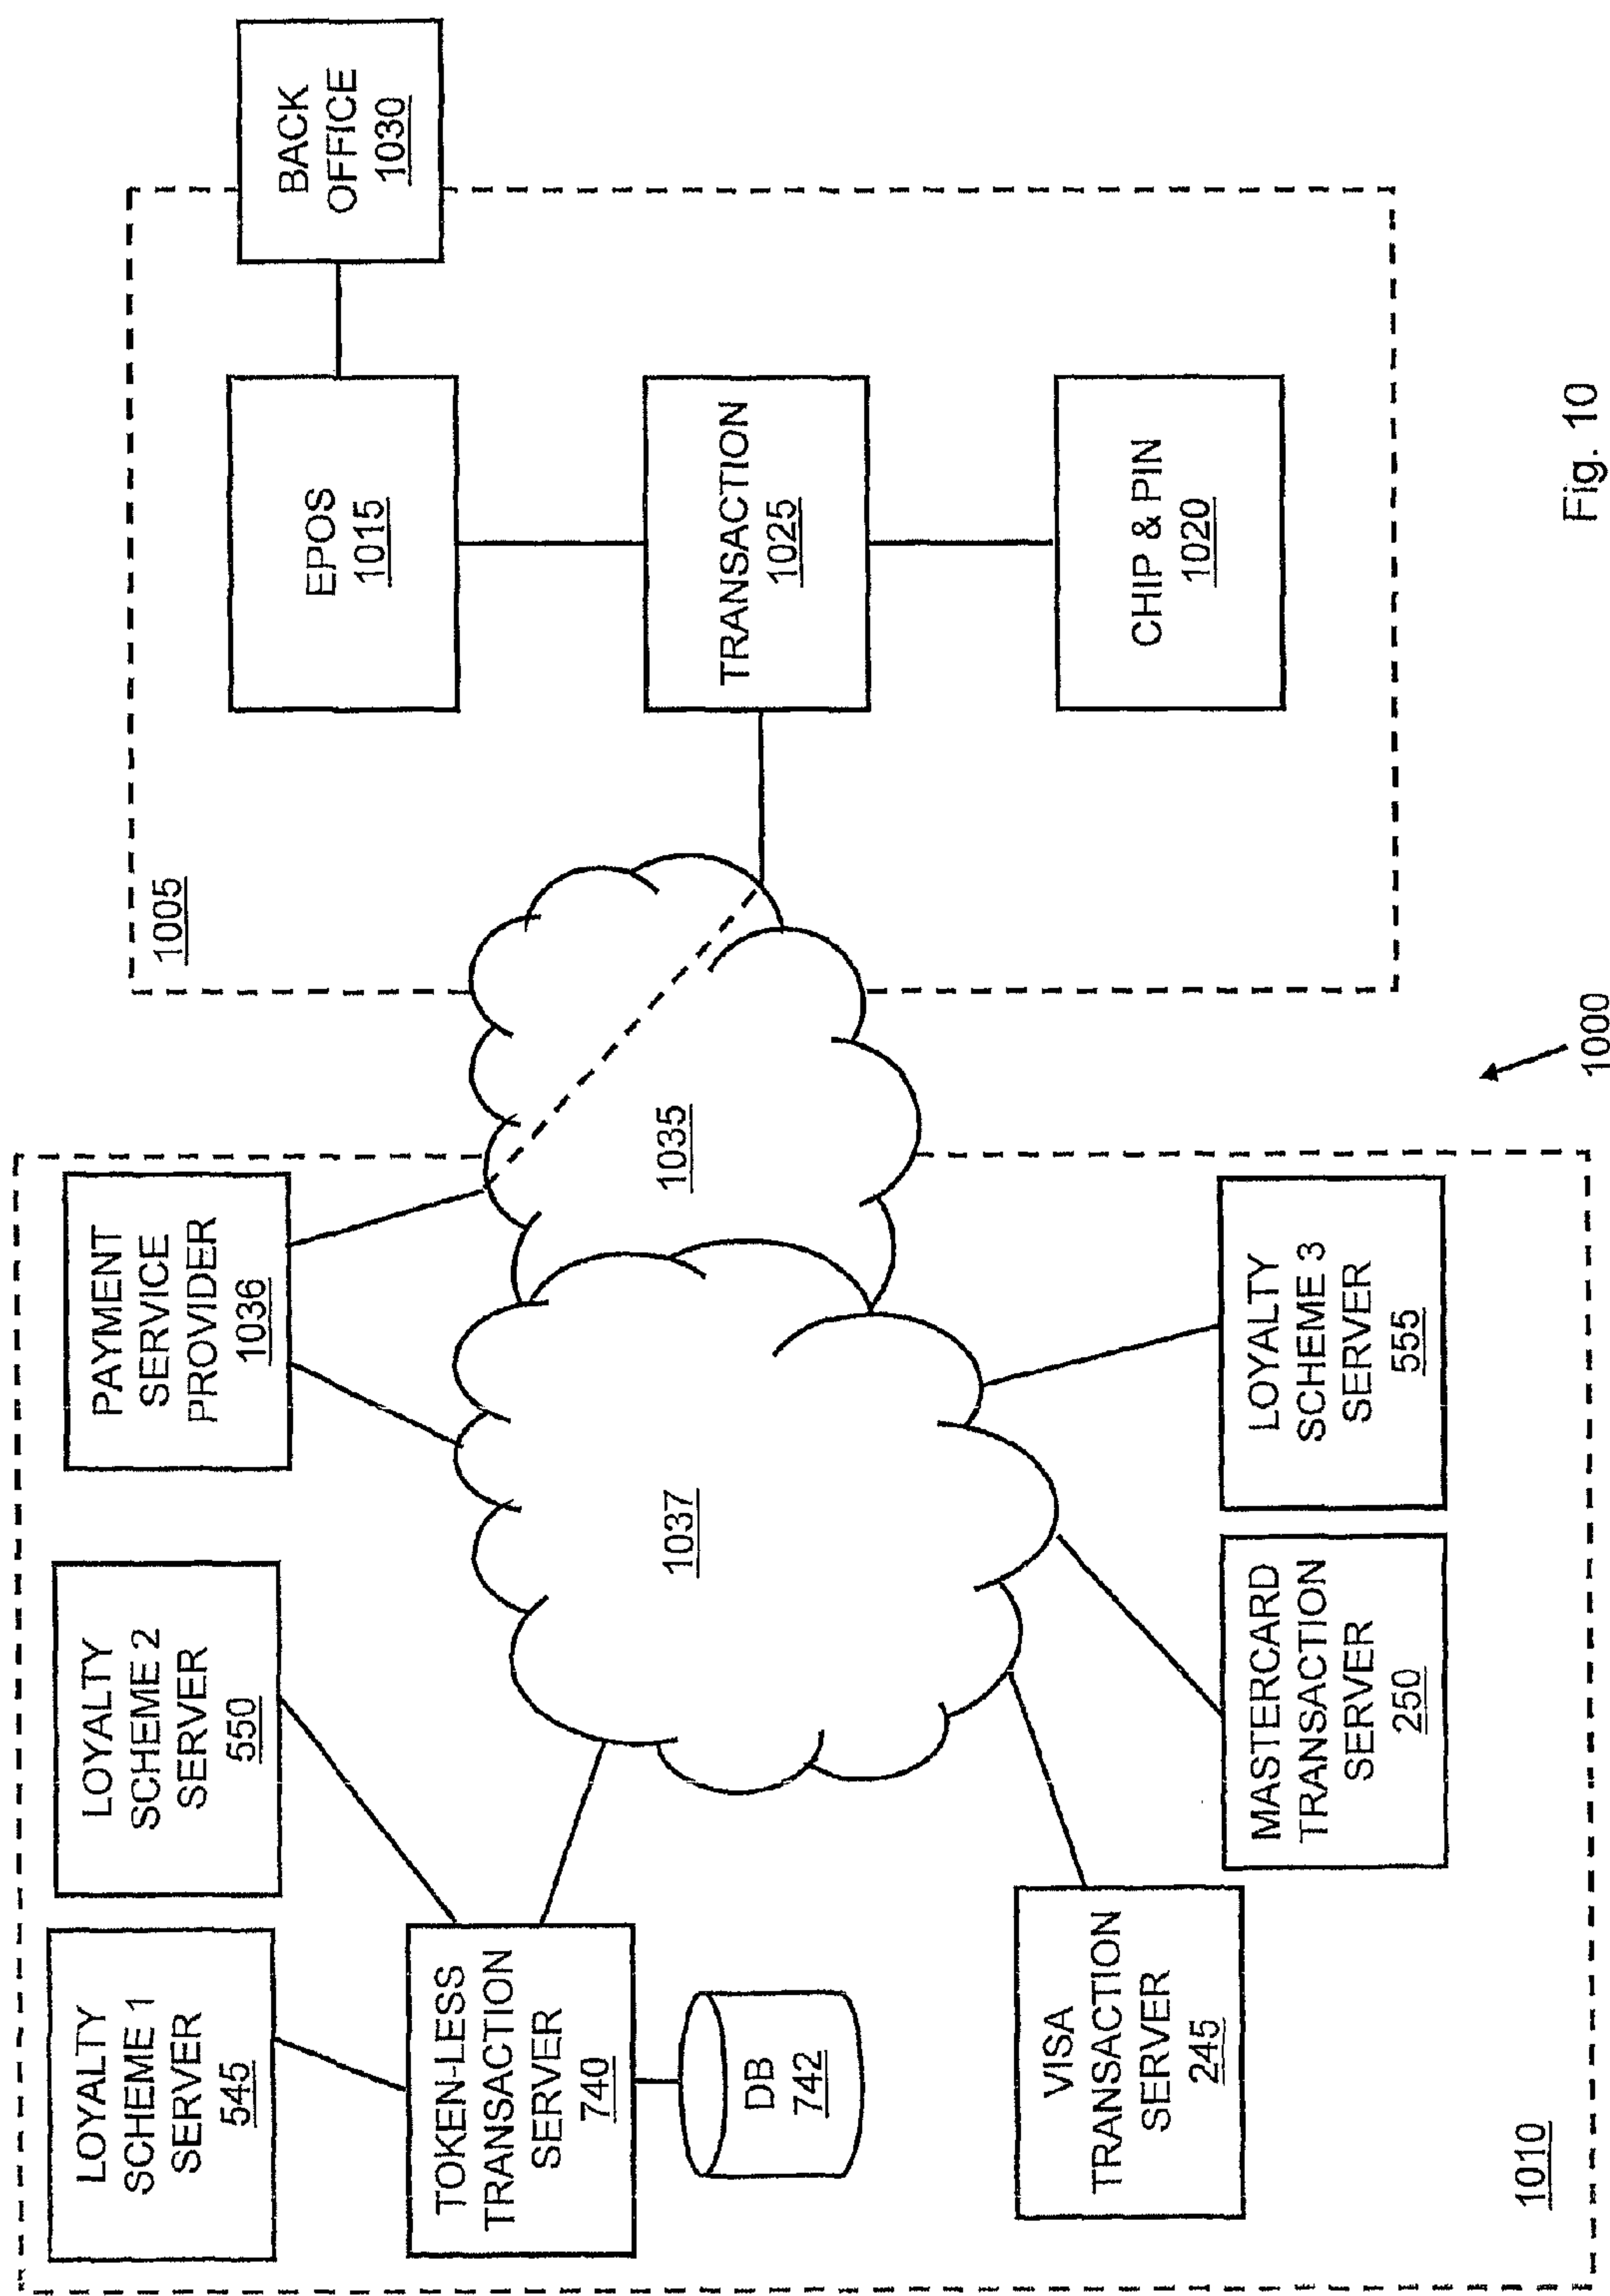 LOYALTY
SCHEME 1
SERVER
545
LOYALTY
SCHEME 2
SERVER
550
PAYMENT
SERVICE
PROVIDER
1036
1005
BACK
OFFICE
1030
EPOS
1015
TOKEN-LESS
TRANSACTION
SERVER
740
DB
742
1037
1035
TRANSACTION
1025
VISA
TRANSACTION
SERVER
245
MASTERCARD
TRANSACTION
SERVER
250
LOYALTY
SCHEME 3
SERVER
555
CHIP & PIN
1020
1010
1000
Fig. 10